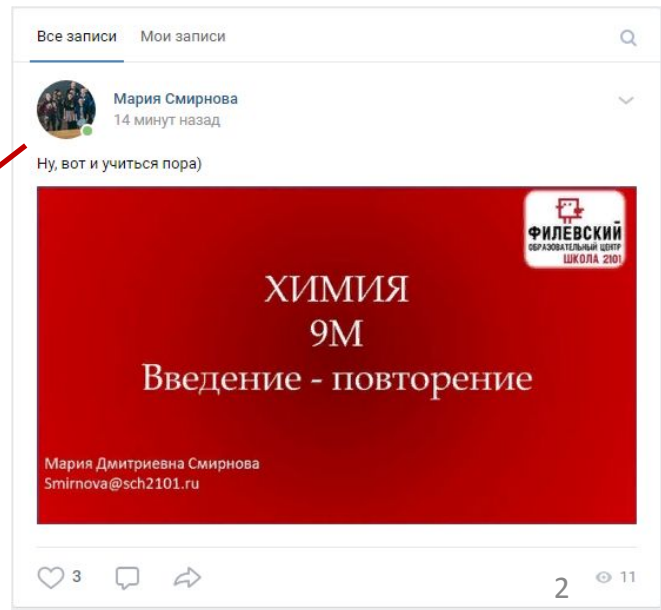 Все записи Мои записи
Мария Смирнова
14 минут назад
Ну, вот и учиться пора)
ФИЛЕВСКИЙ
ОБРАЗОВАТЕЛЬНЫЙ ЦЕНТР
ШКОЛА 2101
ХИМИЯ
9М
Введение - повторение
Мария Дмитриевна Смирнова
Smirnova@sch2101.ru
3 2 11